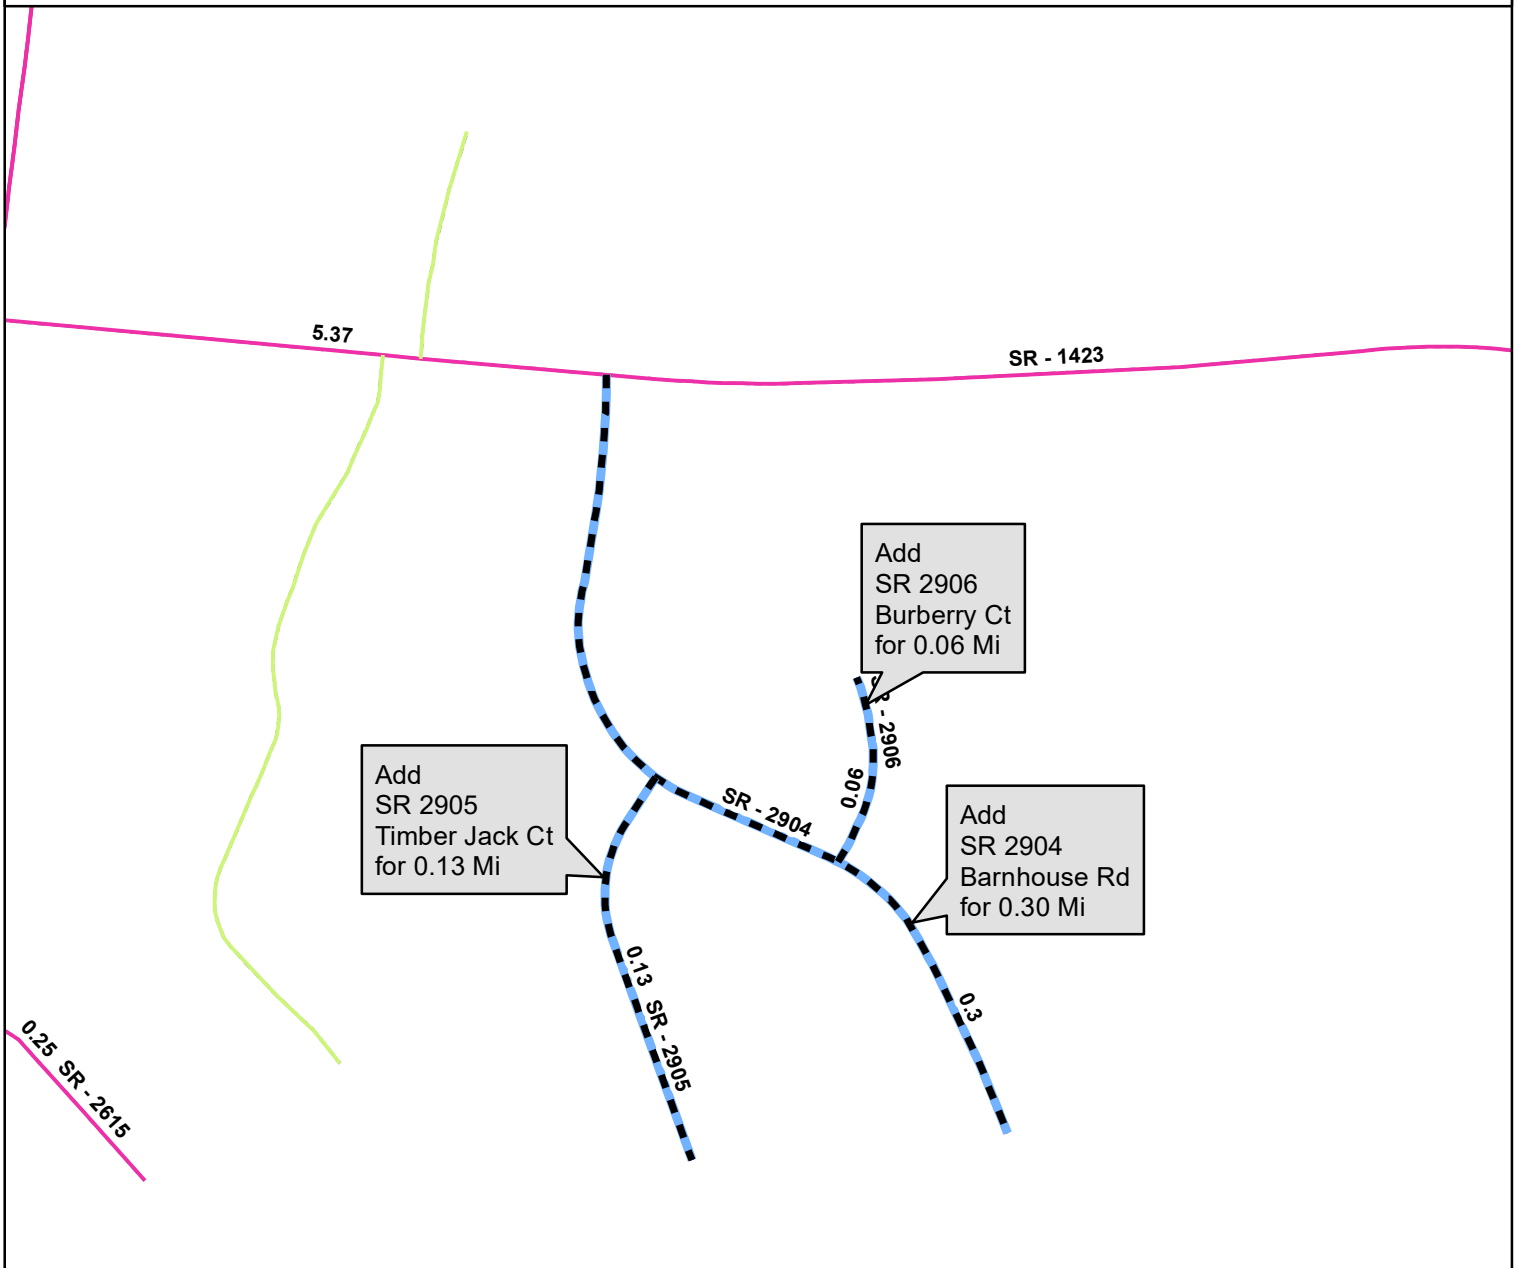 5.37
SR - 1423
Add
SR 2906
Burberry Ct
for 0.06 Mi
SR - 2906
0.06
Add
SR 2905
Timber Jack Ct
for 0.13 Mi
SR - 2904
Add
SR 2904
Barnhouse Rd
for 0.30 Mi
0.13 SR - 2905
0.3
0.25 SR - 2615